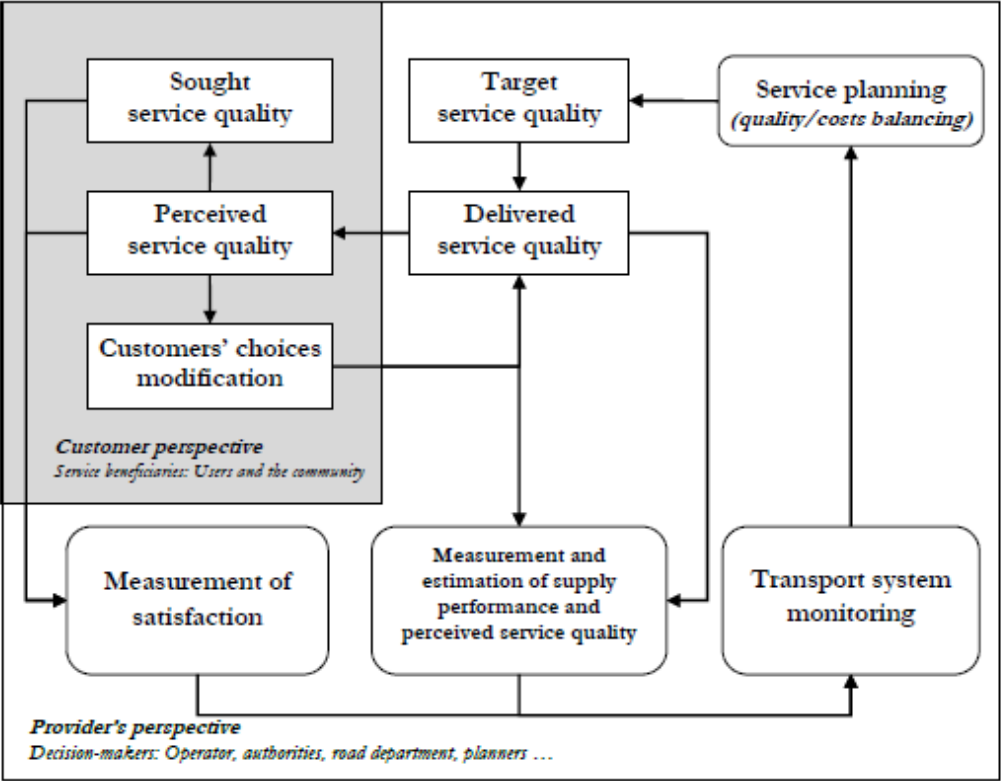 Sought
service quality
Target
service quality
Service planning
(quality/costs balancing)
Perceived
service quality
Delivered
service quality
Customers' choices
modification
Customer perspective
Service beneficiaries: Users and the community
Measurement of
satisfaction
Measurement and
estimation of supply
performance and
perceived service quality
Transport system
monitoring
Provider's perspective
Decision-makers: Operator, authorities, road department, planners …